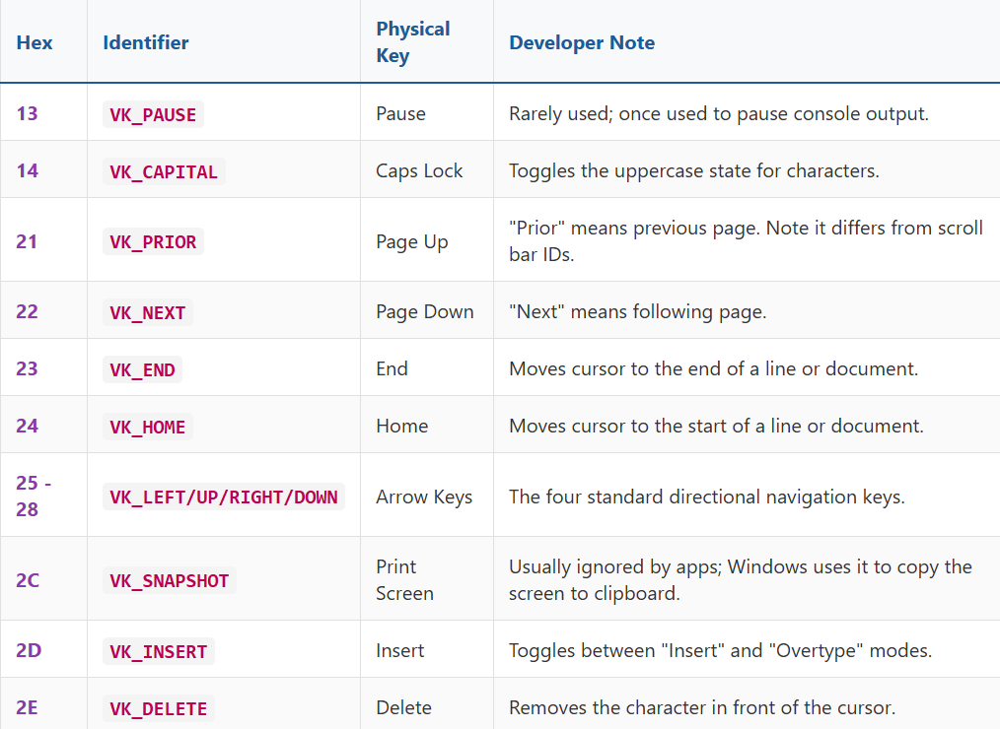 Hex Identifier Physical Key Developer Note
13 VK_PAUSE Pause Rarely used; once used to pause console output.
14 VK_CAPITAL Caps Lock Toggles the uppercase state for characters.
21 VK_PRIOR Page Up "Prior" means previous page. Note it differs from scroll bar IDs.
22 VK_NEXT Page Down "Next" means following page.
23 VK_END End Moves cursor to the end of a line or document.
24 VK_HOME Home Moves cursor to the start of a line or document.
25 - 28 VK_LEFT/UP/RIGHT/DOWN Arrow Keys The four standard directional navigation keys.
2C VK_SNAPSHOT Print Screen Usually ignored by apps; Windows uses it to copy the screen to clipboard.
2D VK_INSERT Insert Toggles between "Insert" and "Overtype" modes.
2E VK_DELETE Delete Removes the character in front of the cursor.